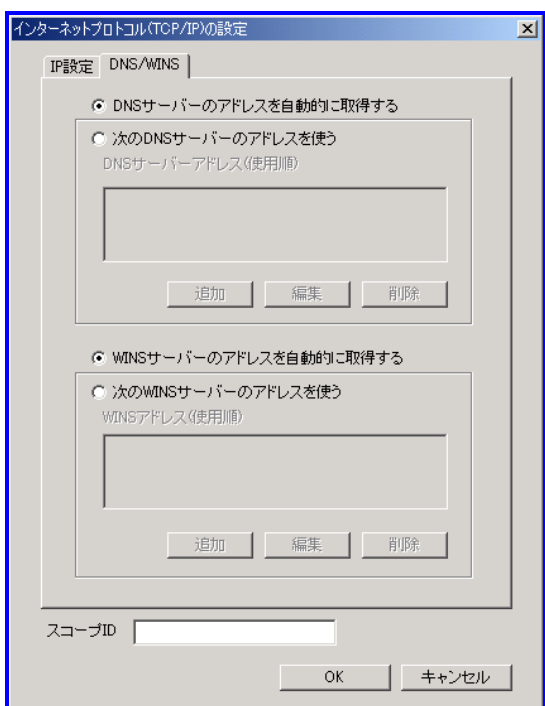 インターネットプロトコル(TCP/IP)の設定
IP設定 DNS/WINS
DNSサーバーのアドレスを自動的に取得する
次のDNSサーバーのアドレスを使う
DNSサーバーアドレス(使用順)
追加 編集 削除
WINSサーバーのアドレスを自動的に取得する
次のWINSサーバーのアドレスを使う
WINSアドレス(使用順)
追加 編集 削除
スコープID
OK キャンセル